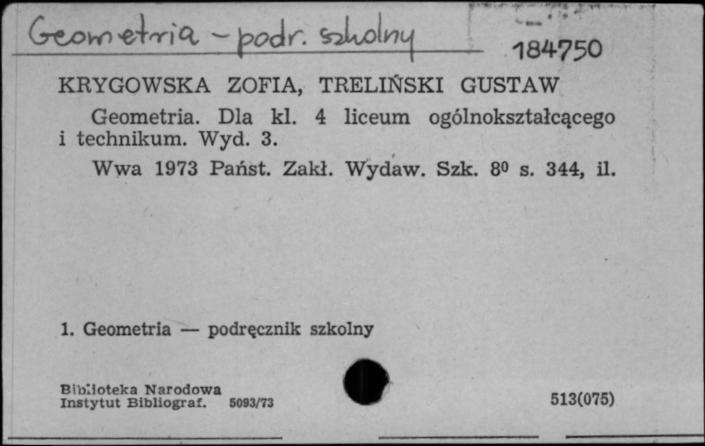 Geometria - podr. szkolny
184750
KRYGOWSKA ZOFIA, TRELIŃSKI GUSTAW
Geometria. Dla kl. 4 liceum ogólnokształcącego
i technikum. Wyd. 3.
Wwa 1973 Państ. Zakł. Wydaw. Szk. 8⁰ s. 344, il.
1. Geometria — podręcznik szkolny
Biblioteka Narodowa
Instytut Bibliograf. 5093/73
513(075)